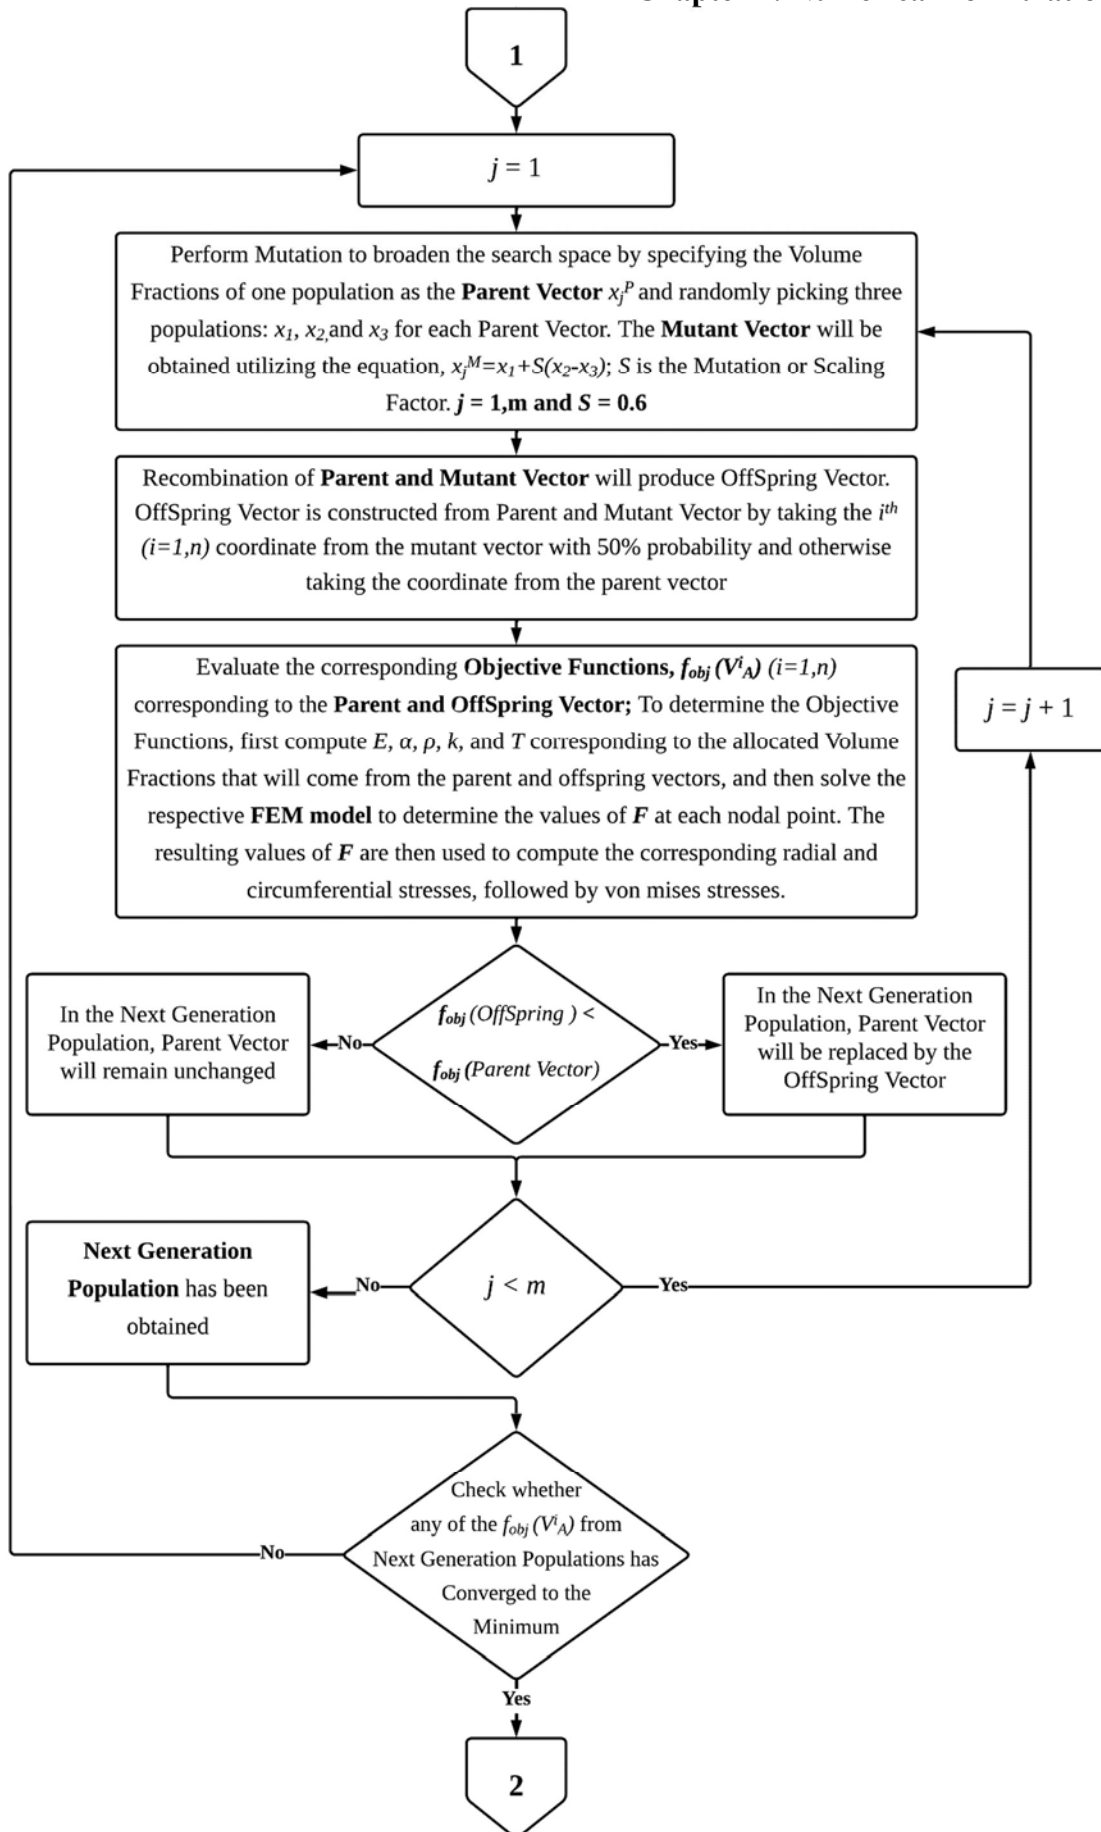 1
j = 1
Perform Mutation to broaden the search space by specifying the Volume
Fractions of one population as the Parent Vector xⱼᴾ and randomly picking three
populations: x₁, x₂,and x₃ for each Parent Vector. The Mutant Vector will be
obtained utilizing the equation, xⱼᴹ=x₁+S(x₂-x₃); S is the Mutation or Scaling
Factor. j = 1,m and S = 0.6
Recombination of Parent and Mutant Vector will produce OffSpring Vector.
OffSpring Vector is constructed from Parent and Mutant Vector by taking the iᵗʰ
(i=1,n) coordinate from the mutant vector with 50% probability and otherwise
taking the coordinate from the parent vector
Evaluate the corresponding Objective Functions, f_obj (Vⁱ_A) (i=1,n)
corresponding to the Parent and OffSpring Vector; To determine the Objective
Functions, first compute E, α, ρ, k, and T corresponding to the allocated Volume
Fractions that will come from the parent and offspring vectors, and then solve the
respective FEM model to determine the values of F at each nodal point. The
resulting values of F are then used to compute the corresponding radial and
circumferential stresses, followed by von mises stresses.
j = j + 1
f_obj (OffSpring ) <
f_obj (Parent Vector)
No
Yes
In the Next Generation
Population, Parent Vector
will remain unchanged
In the Next Generation
Population, Parent Vector
will be replaced by the
OffSpring Vector
j < m
No
Yes
Next Generation
Population has been
obtained
Check whether
any of the f_obj (Vⁱ_A) from
Next Generation Populations has
Converged to the
Minimum
No
Yes
2